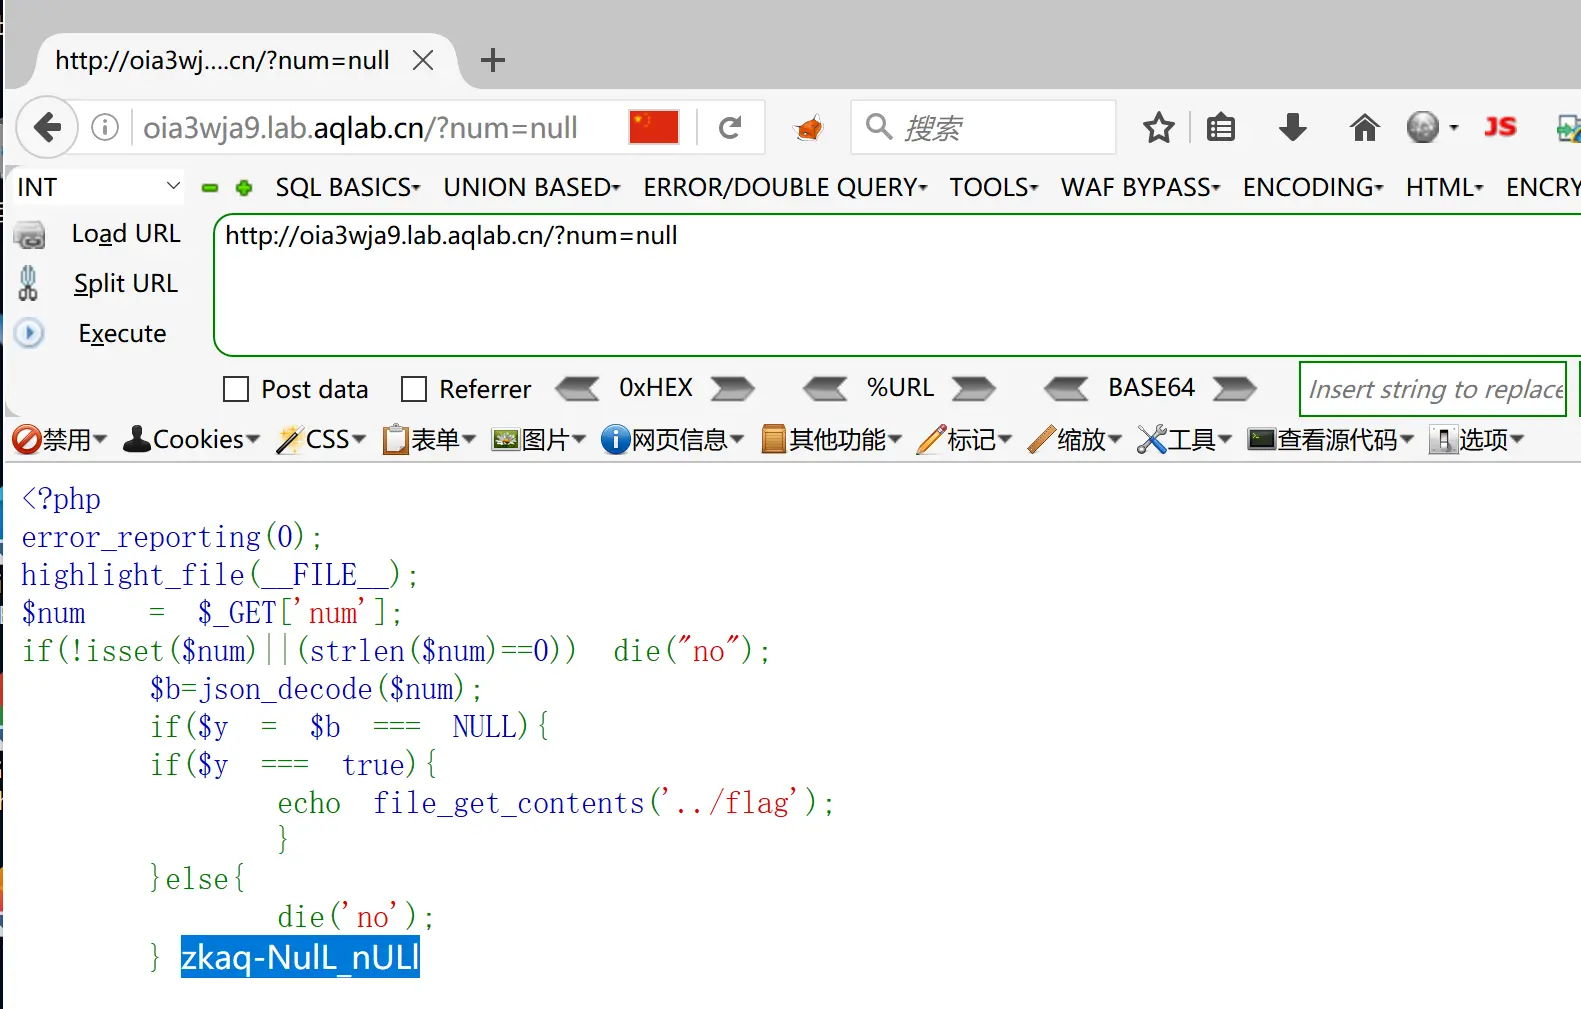 http://oia3wj....cn/?num=null
oia3wja9.lab.aqlab.cn/?num=null
搜索
JS
INT
SQL BASICS
UNION BASED
ERROR/DOUBLE QUERY
TOOLS
WAF BYPASS
ENCODING
HTML
ENCRY
Load URL
http://oia3wja9.lab.aqlab.cn/?num=null
Split URL
Execute
Post data
Referrer
0xHEX
%URL
BASE64
Insert string to replace
禁用
Cookies
CSS
表单
图片
网页信息
其他功能
标记
缩放
工具
查看源代码
选项
<?php
error_reporting(0);
highlight_file(__FILE__);
$num = $_GET['num'];
if(!isset($num)||(strlen($num)==0)) die("no");
$b=json_decode($num);
if($y = $b === NULL){
if($y === true){
echo file_get_contents('../flag');
}
}else{
die('no');
} zkaq-NulL_nULl